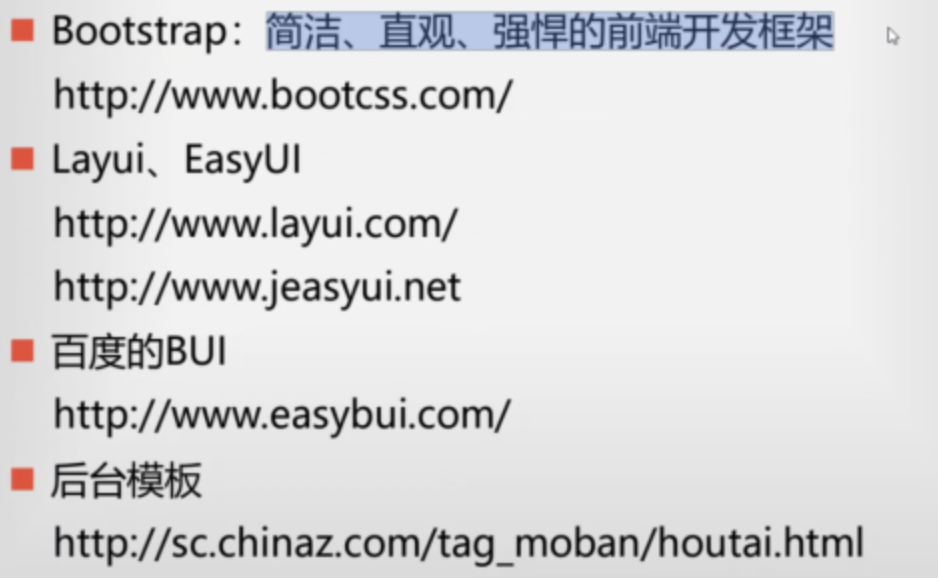 Bootstrap：简洁、直观、强悍的前端开发框架
http://www.bootcss.com/
Layui、EasyUI
http://www.layui.com/
http://www.jeasyui.net
百度的BUI
http://www.easybui.com/
后台模板
http://sc.chinaz.com/tag_moban/houtai.html